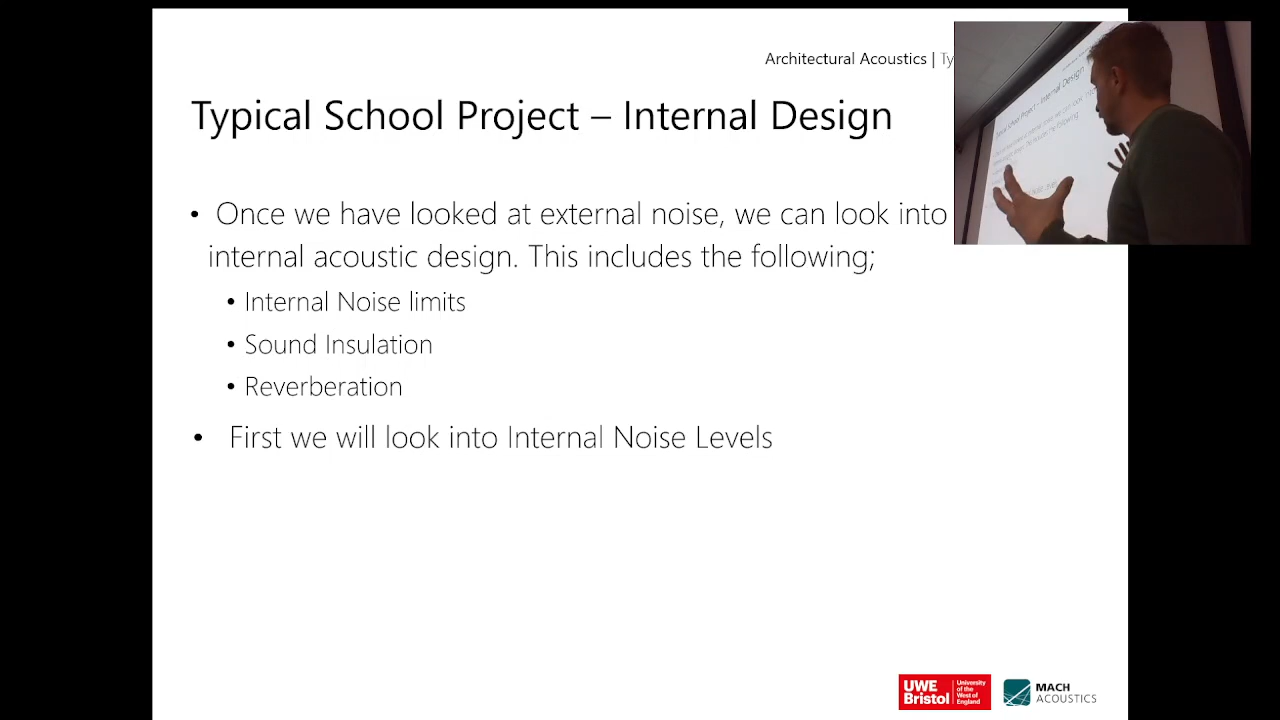 Architectural Acoustics | Ty
Typical School Project – Internal Design
• Once we have looked at external noise, we can look into
internal acoustic design. This includes the following;
• Internal Noise limits
• Sound Insulation
• Reverberation
• First we will look into Internal Noise Levels
UWE
Bristol
University
of the
West of
England
MACH
ACOUSTICS